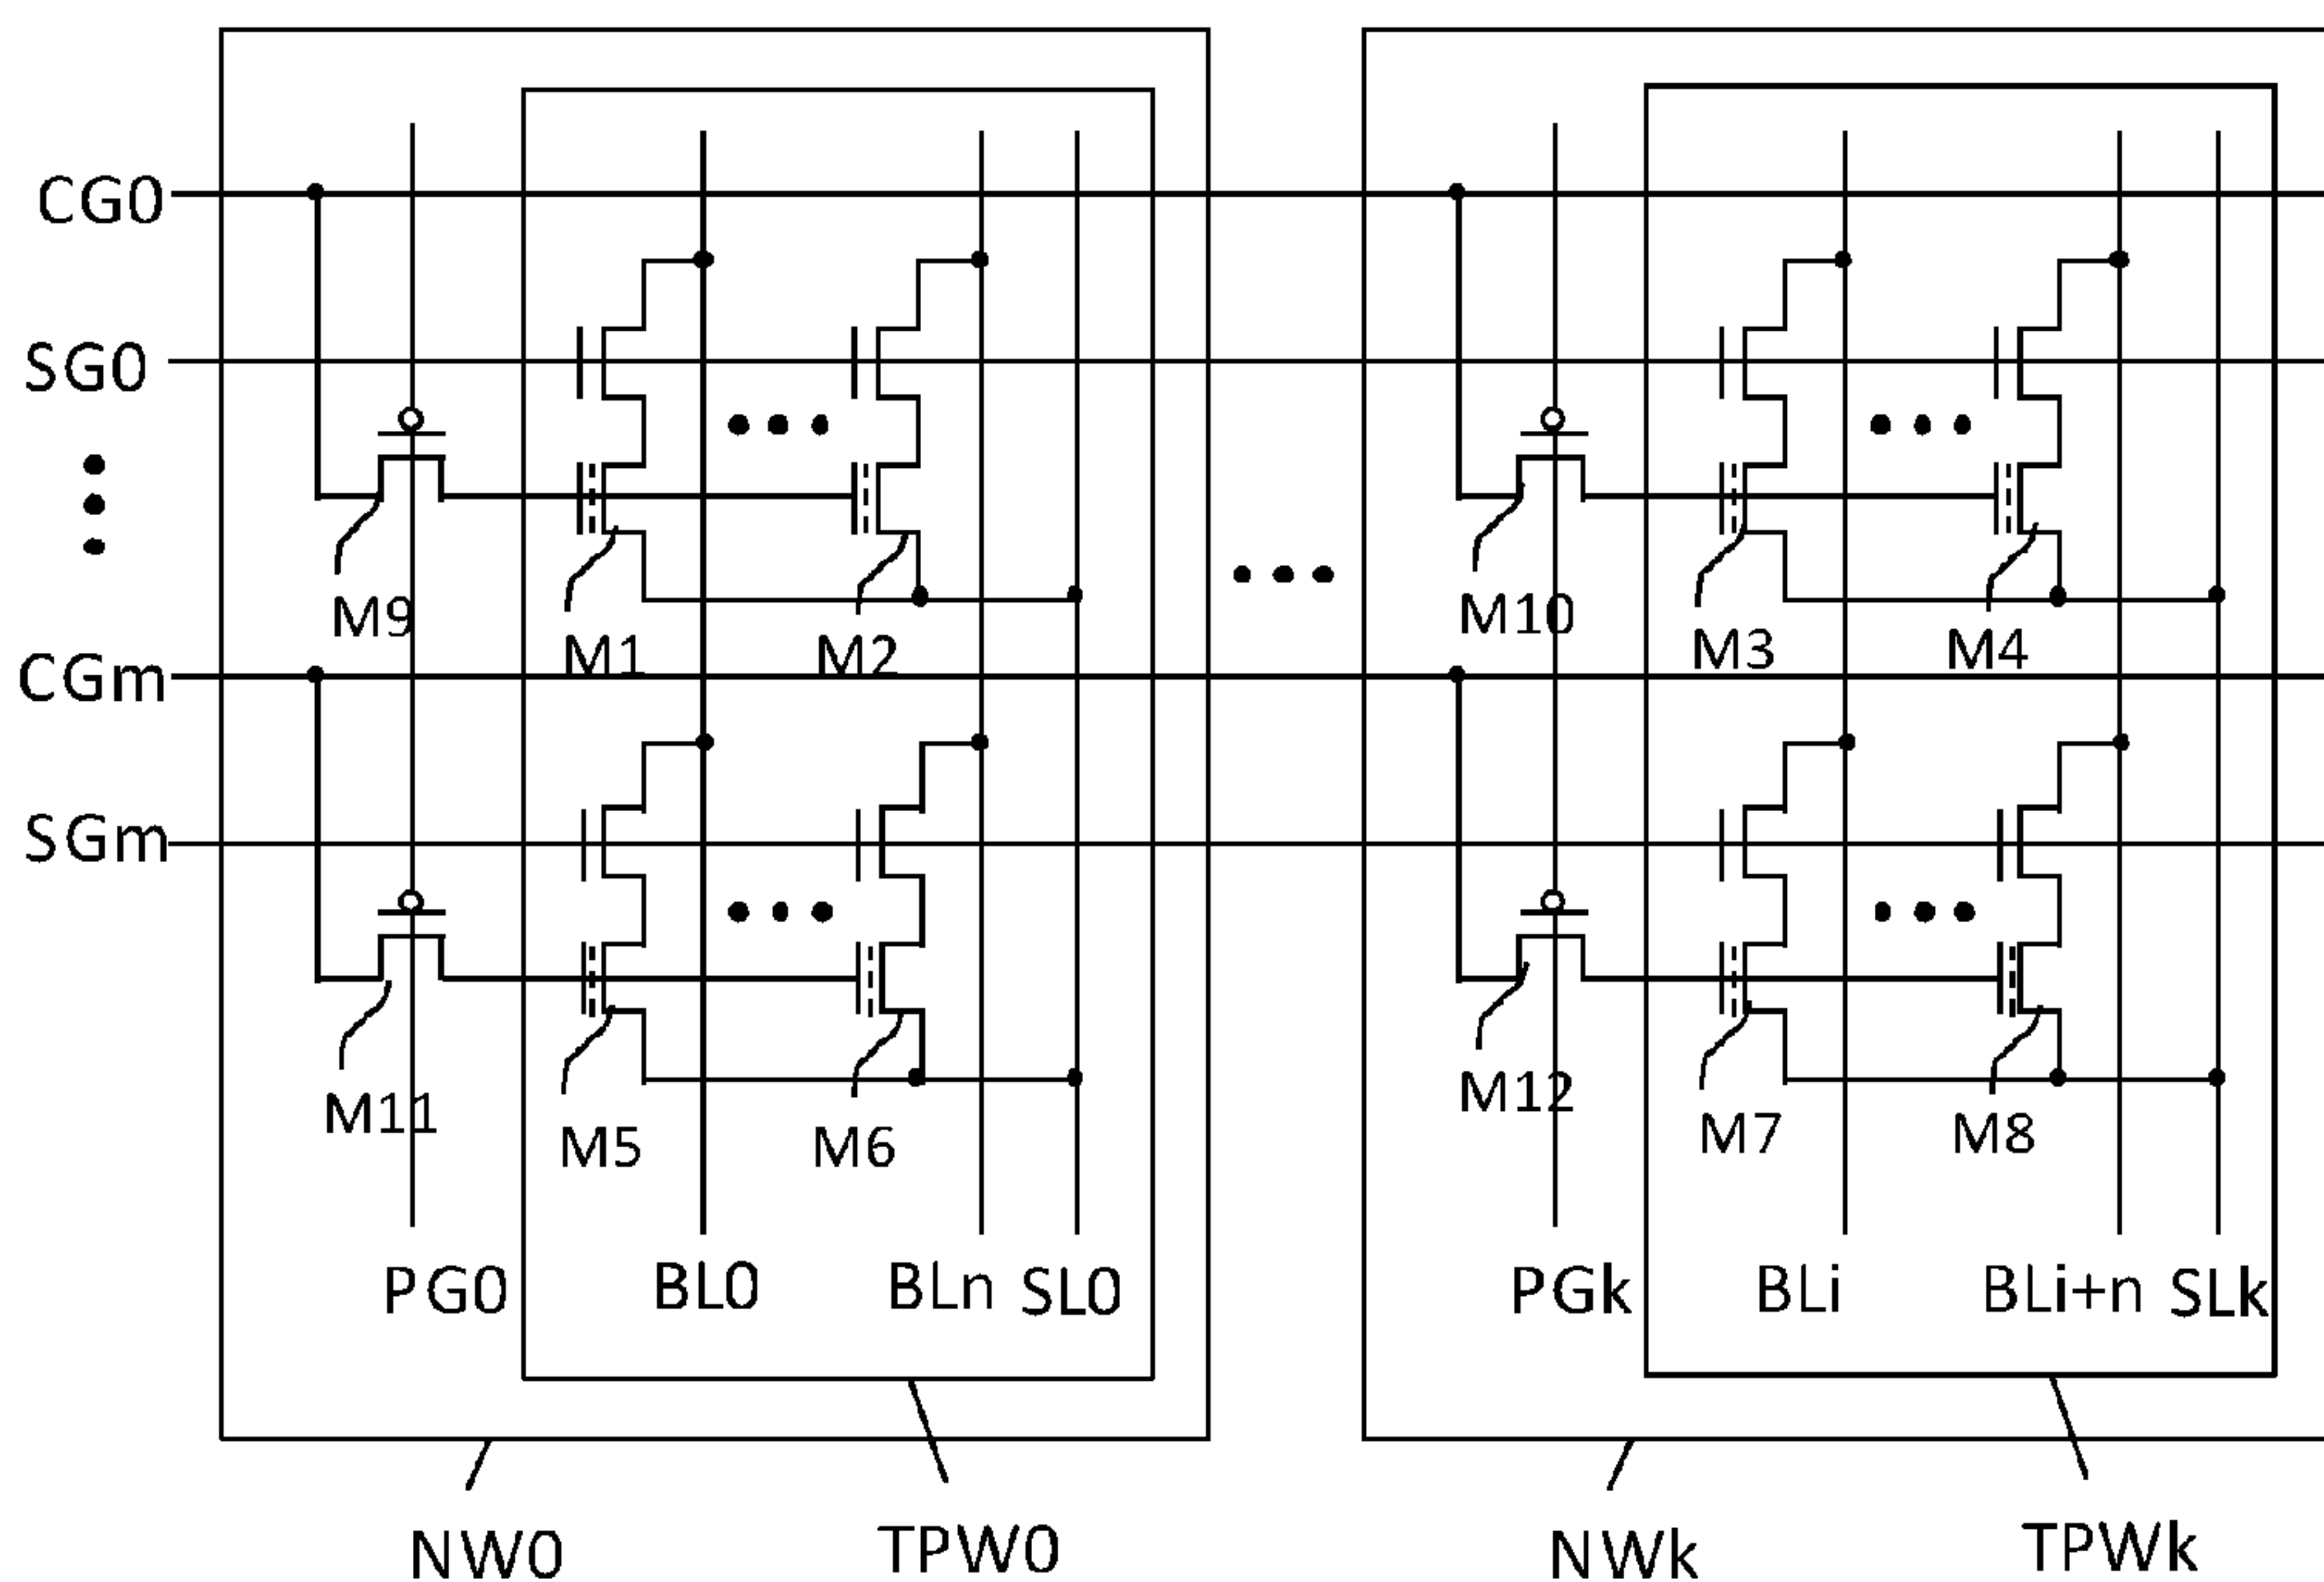 CG0
SG0
M9
M1
M2
M10
M3
M4
CGm
SGm
M11
M5
M6
M12
M7
M8
PG0
BL0
BLn
SL0
PGk
BLi
BLi+n
SLk
NW0
TPW0
NWk
TPWk